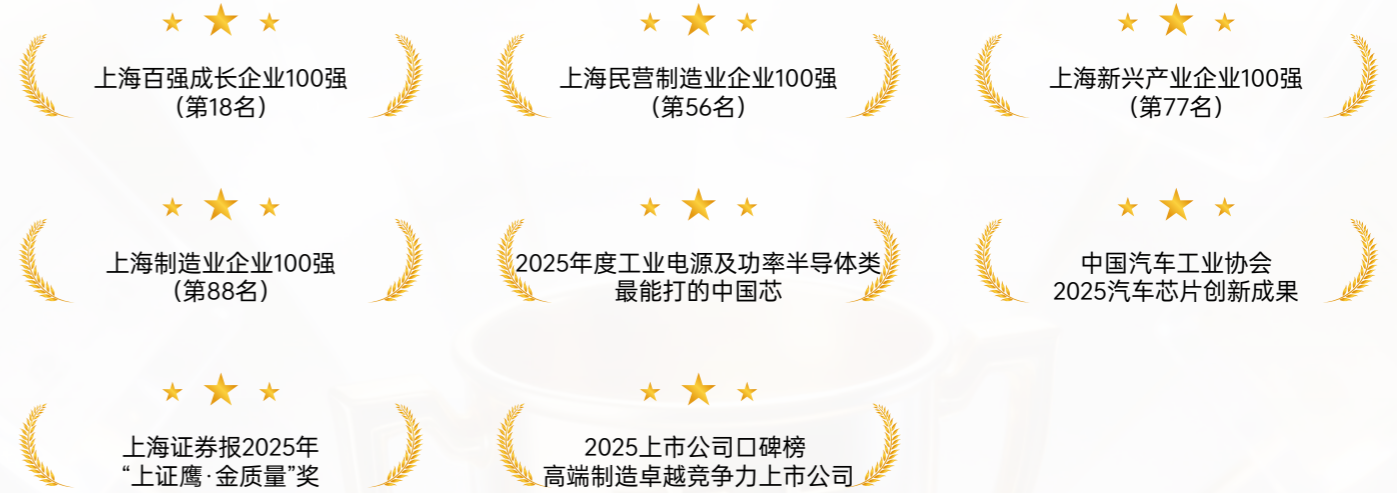 上海百强成长企业100强
（第18名）
上海民营制造业企业100强
（第56名）
上海新兴产业企业100强
（第77名）
上海制造业企业100强
（第88名）
2025年度工业电源及功率半导体类
最能打的中国芯
中国汽车工业协会
2025汽车芯片创新成果
上海证券报2025年
“上证鹰·金质量”奖
2025上市公司口碑榜
高端制造卓越竞争力上市公司